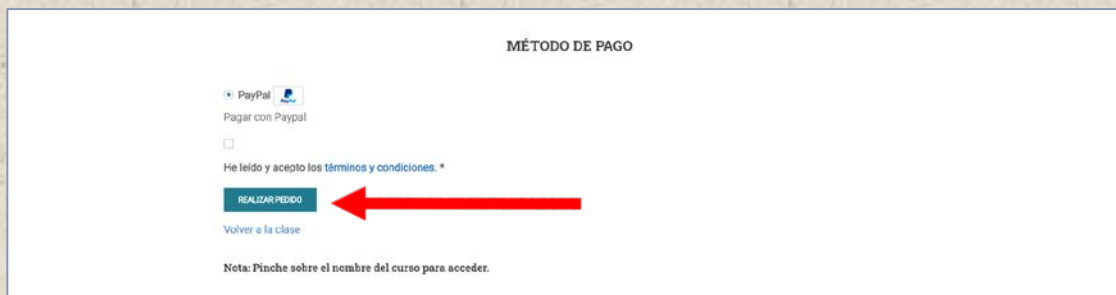 MÉTODO DE PAGO
PayPal PayPal
Pagar con Paypal
He leído y acepto los términos y condiciones. *
REALIZAR PEDIDO
Volver a la clase
Nota: Pinche sobre el nombre del curso para acceder.